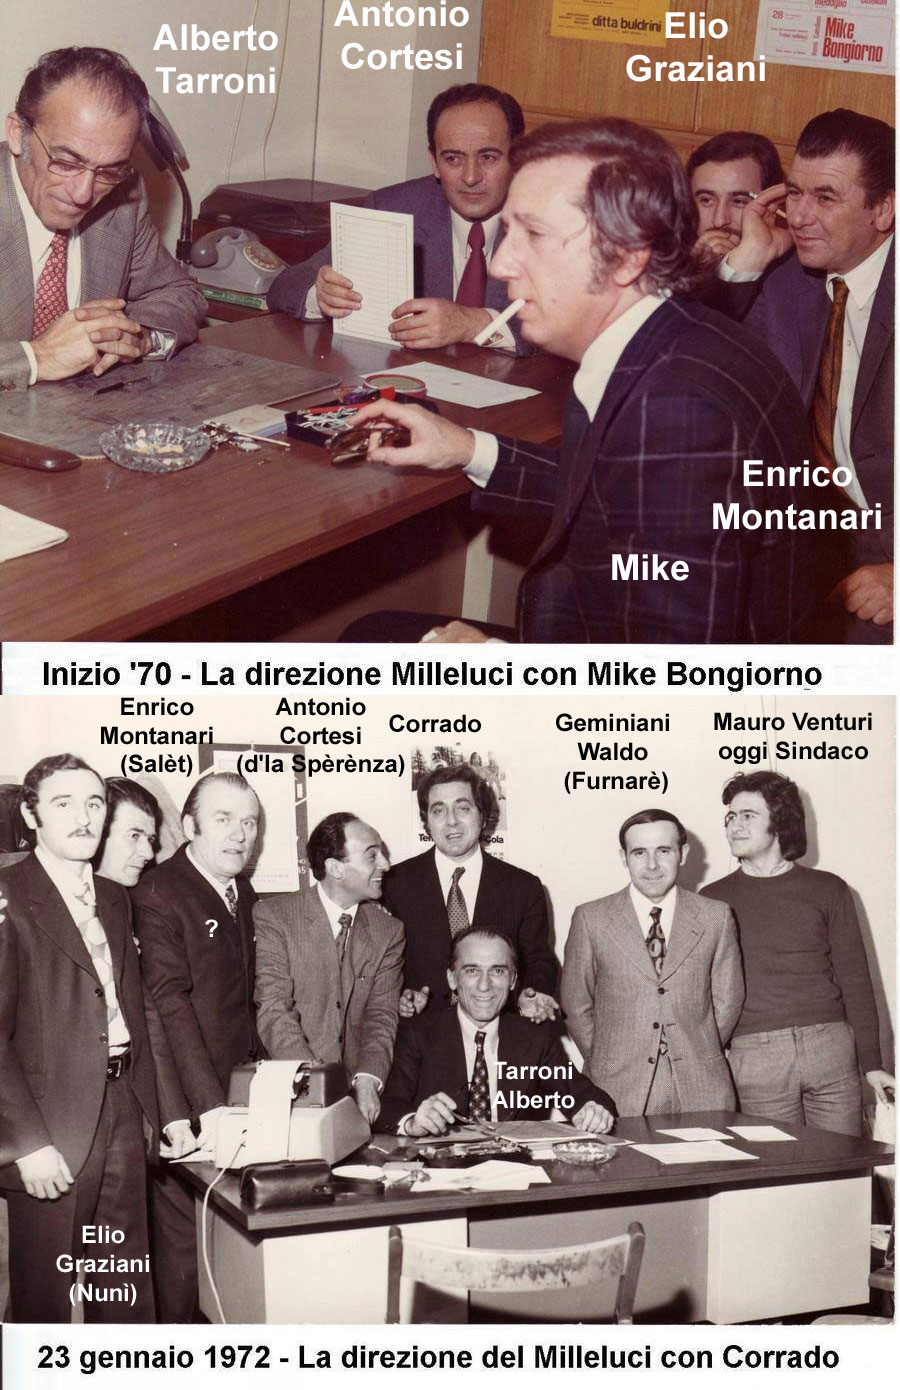 Alberto
Tarroni
Antonio
Cortesi
Elio
Graziani
ditta buldrini
28
Mike
Bongiorno
Enrico
Montanari
Mike
Inizio '70 - La direzione Milleluci con Mike Bongiorno
Enrico
Montanari
(Salèt)
Antonio
Cortesi
(d'la Spèrènza)
Corrado
Geminiani
Waldo
(Furnarè)
Mauro Venturi
oggi Sindaco
?
Tarroni
Alberto
Elio
Graziani
(Nunì)
23 gennaio 1972 - La direzione del Milleluci con Corrado